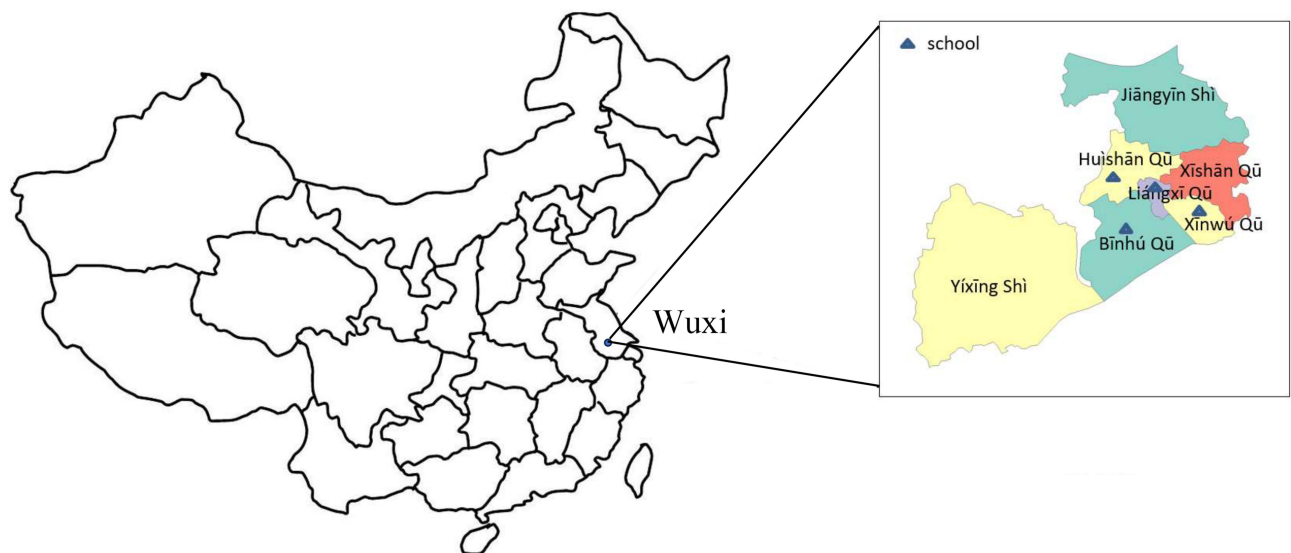 school
Jiāngyīn Shì
Huìshān Qū
Xīshān Qū
Liángxī Qū
Xīnwú Qū
Bīnhú Qū
Yíxīng Shì
Wuxi